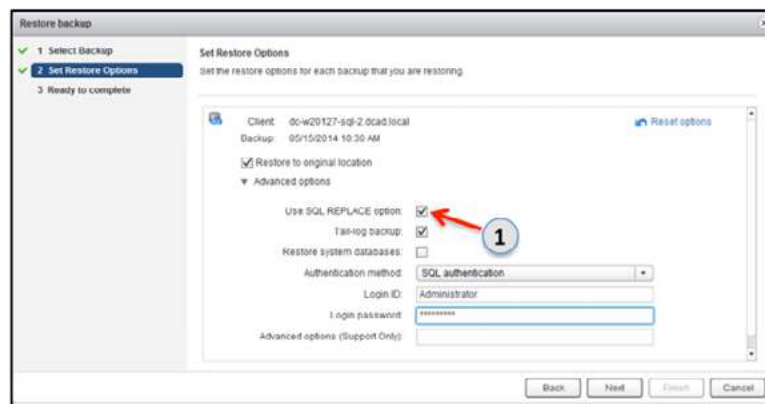 Restore backup
1 Select Backup
2 Set Restore Options
3 Ready to complete
Set Restore Options
Set the restore options for each backup that you are restoring.
Client: dc-w20127-sql-2.dcad.local
Reset options
Backup: 05/15/2014 10:30 AM
Restore to original location
Advanced options
Use SQL REPLACE option:
1
Tail-log backup:
Restore system databases:
Authentication method: SQL authentication
Login ID: Administrator
Login password: *********
Advanced options (Support Only):
Back Next Finish Cancel